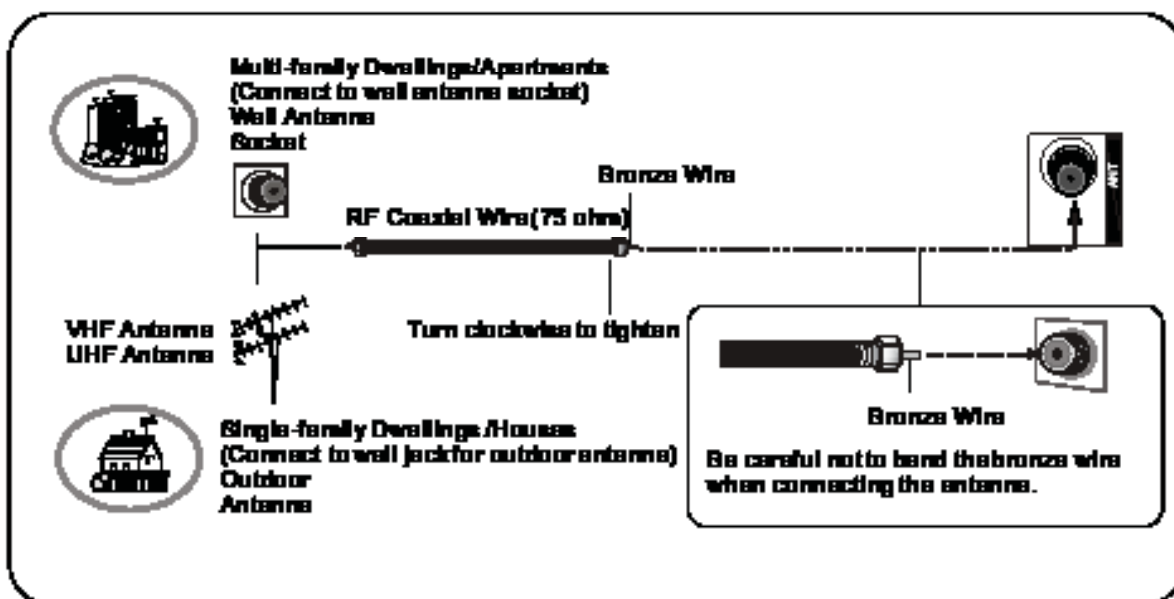 Multi-family Dwellings/Apartments
(Connect to wall antenna socket)
Wall Antenna
Socket
Bronze Wire
ANT
RF Coaxial Wire(75 ohm)
VHF Antenna
UHF Antenna
Turn clockwise to tighten
Bronze Wire
Single-family Dwellings /Houses
(Connect to wall jack for outdoor antenna)
Outdoor
Antenna
Be careful not to bend the bronze wire
when connecting the antenna.